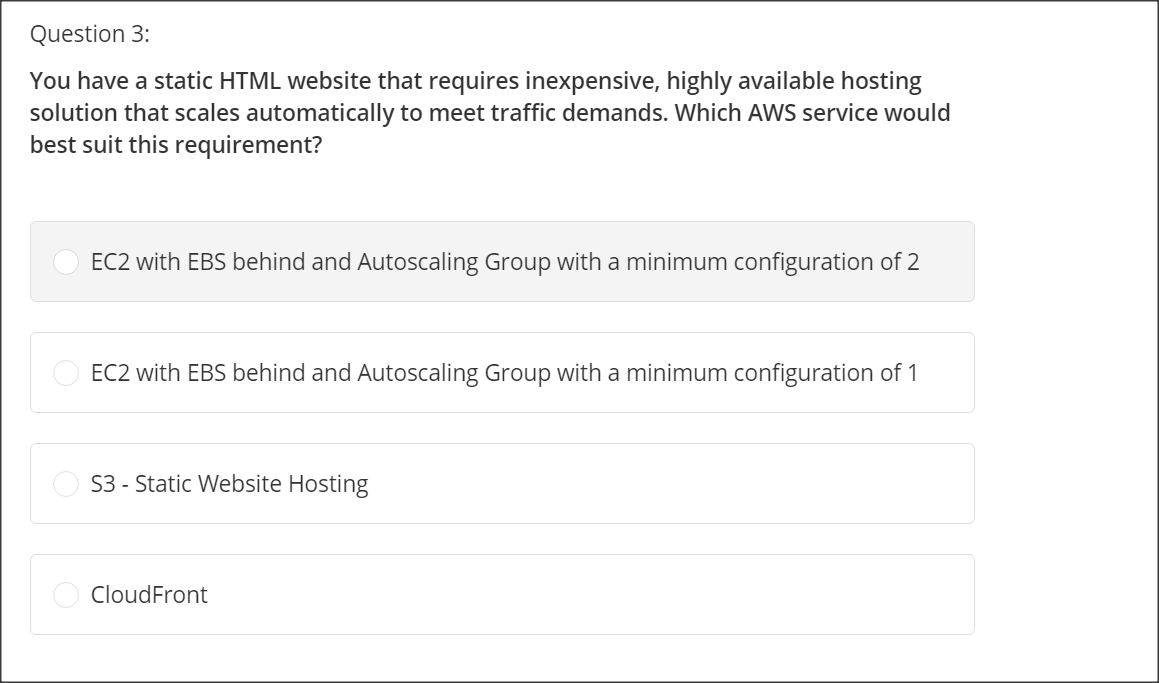 Question 3:
You have a static HTML website that requires inexpensive, highly available hosting
solution that scales automatically to meet traffic demands. Which AWS service would
best suit this requirement?
EC2 with EBS behind and Autoscaling Group with a minimum configuration of 2
EC2 with EBS behind and Autoscaling Group with a minimum configuration of 1
S3 - Static Website Hosting
CloudFront